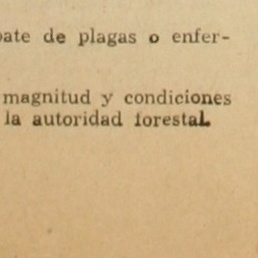 bate de plagas o enfer-
magnitud y condiciones
la autoridad forestal.